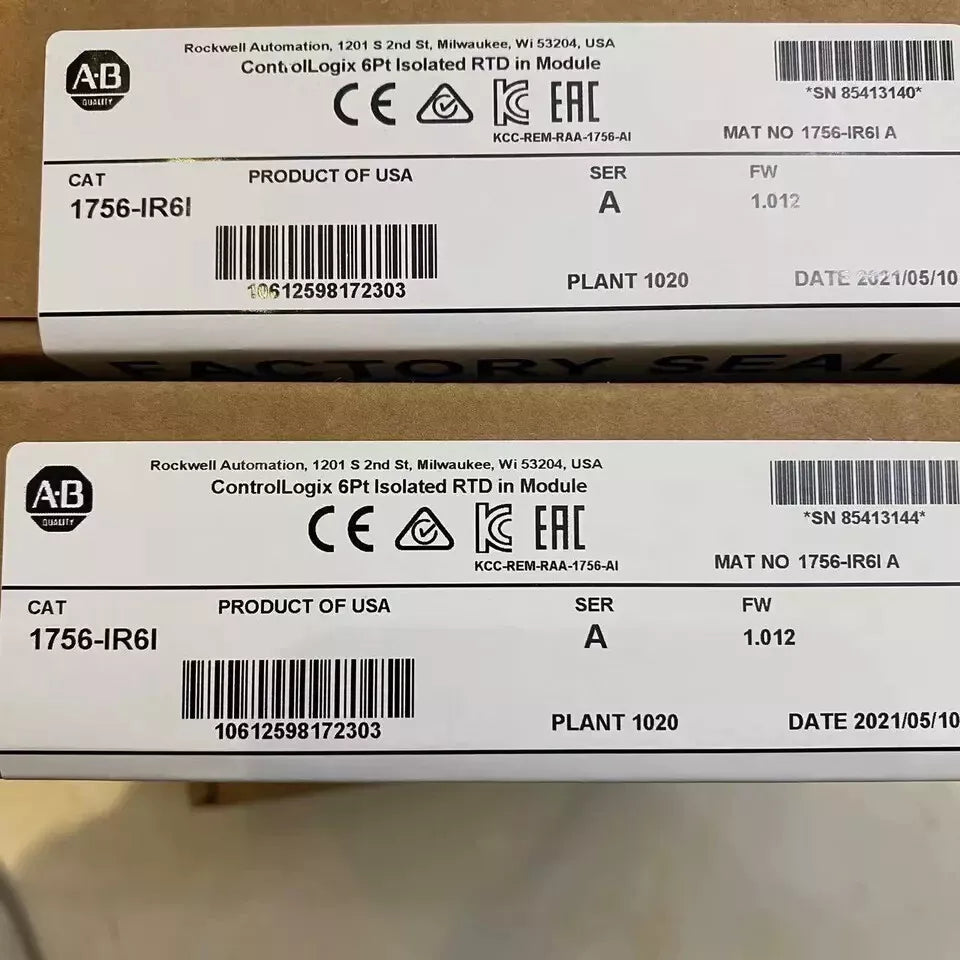 Rockwell Automation, 1201 S 2nd St, Milwaukee, Wi 53204, USA
A·B
QUALITY
ControlLogix 6Pt Isolated RTD in Module
CE EAC
*SN 85413140*
KCC-REM-RAA-1756-AI
MAT NO 1756-IR6I A
CAT
PRODUCT OF USA
SER
FW
1756-IR6I
A
1.012
10612598172303
PLANT 1020
DATE 2021/05/10
FACTORY SEAL
Rockwell Automation, 1201 S 2nd St, Milwaukee, Wi 53204, USA
A·B
QUALITY
ControlLogix 6Pt Isolated RTD in Module
CE EAC
*SN 85413144*
KCC-REM-RAA-1756-AI
MAT NO 1756-IR6I A
CAT
PRODUCT OF USA
SER
FW
1756-IR6I
A
1.012
10612598172303
PLANT 1020
DATE 2021/05/10